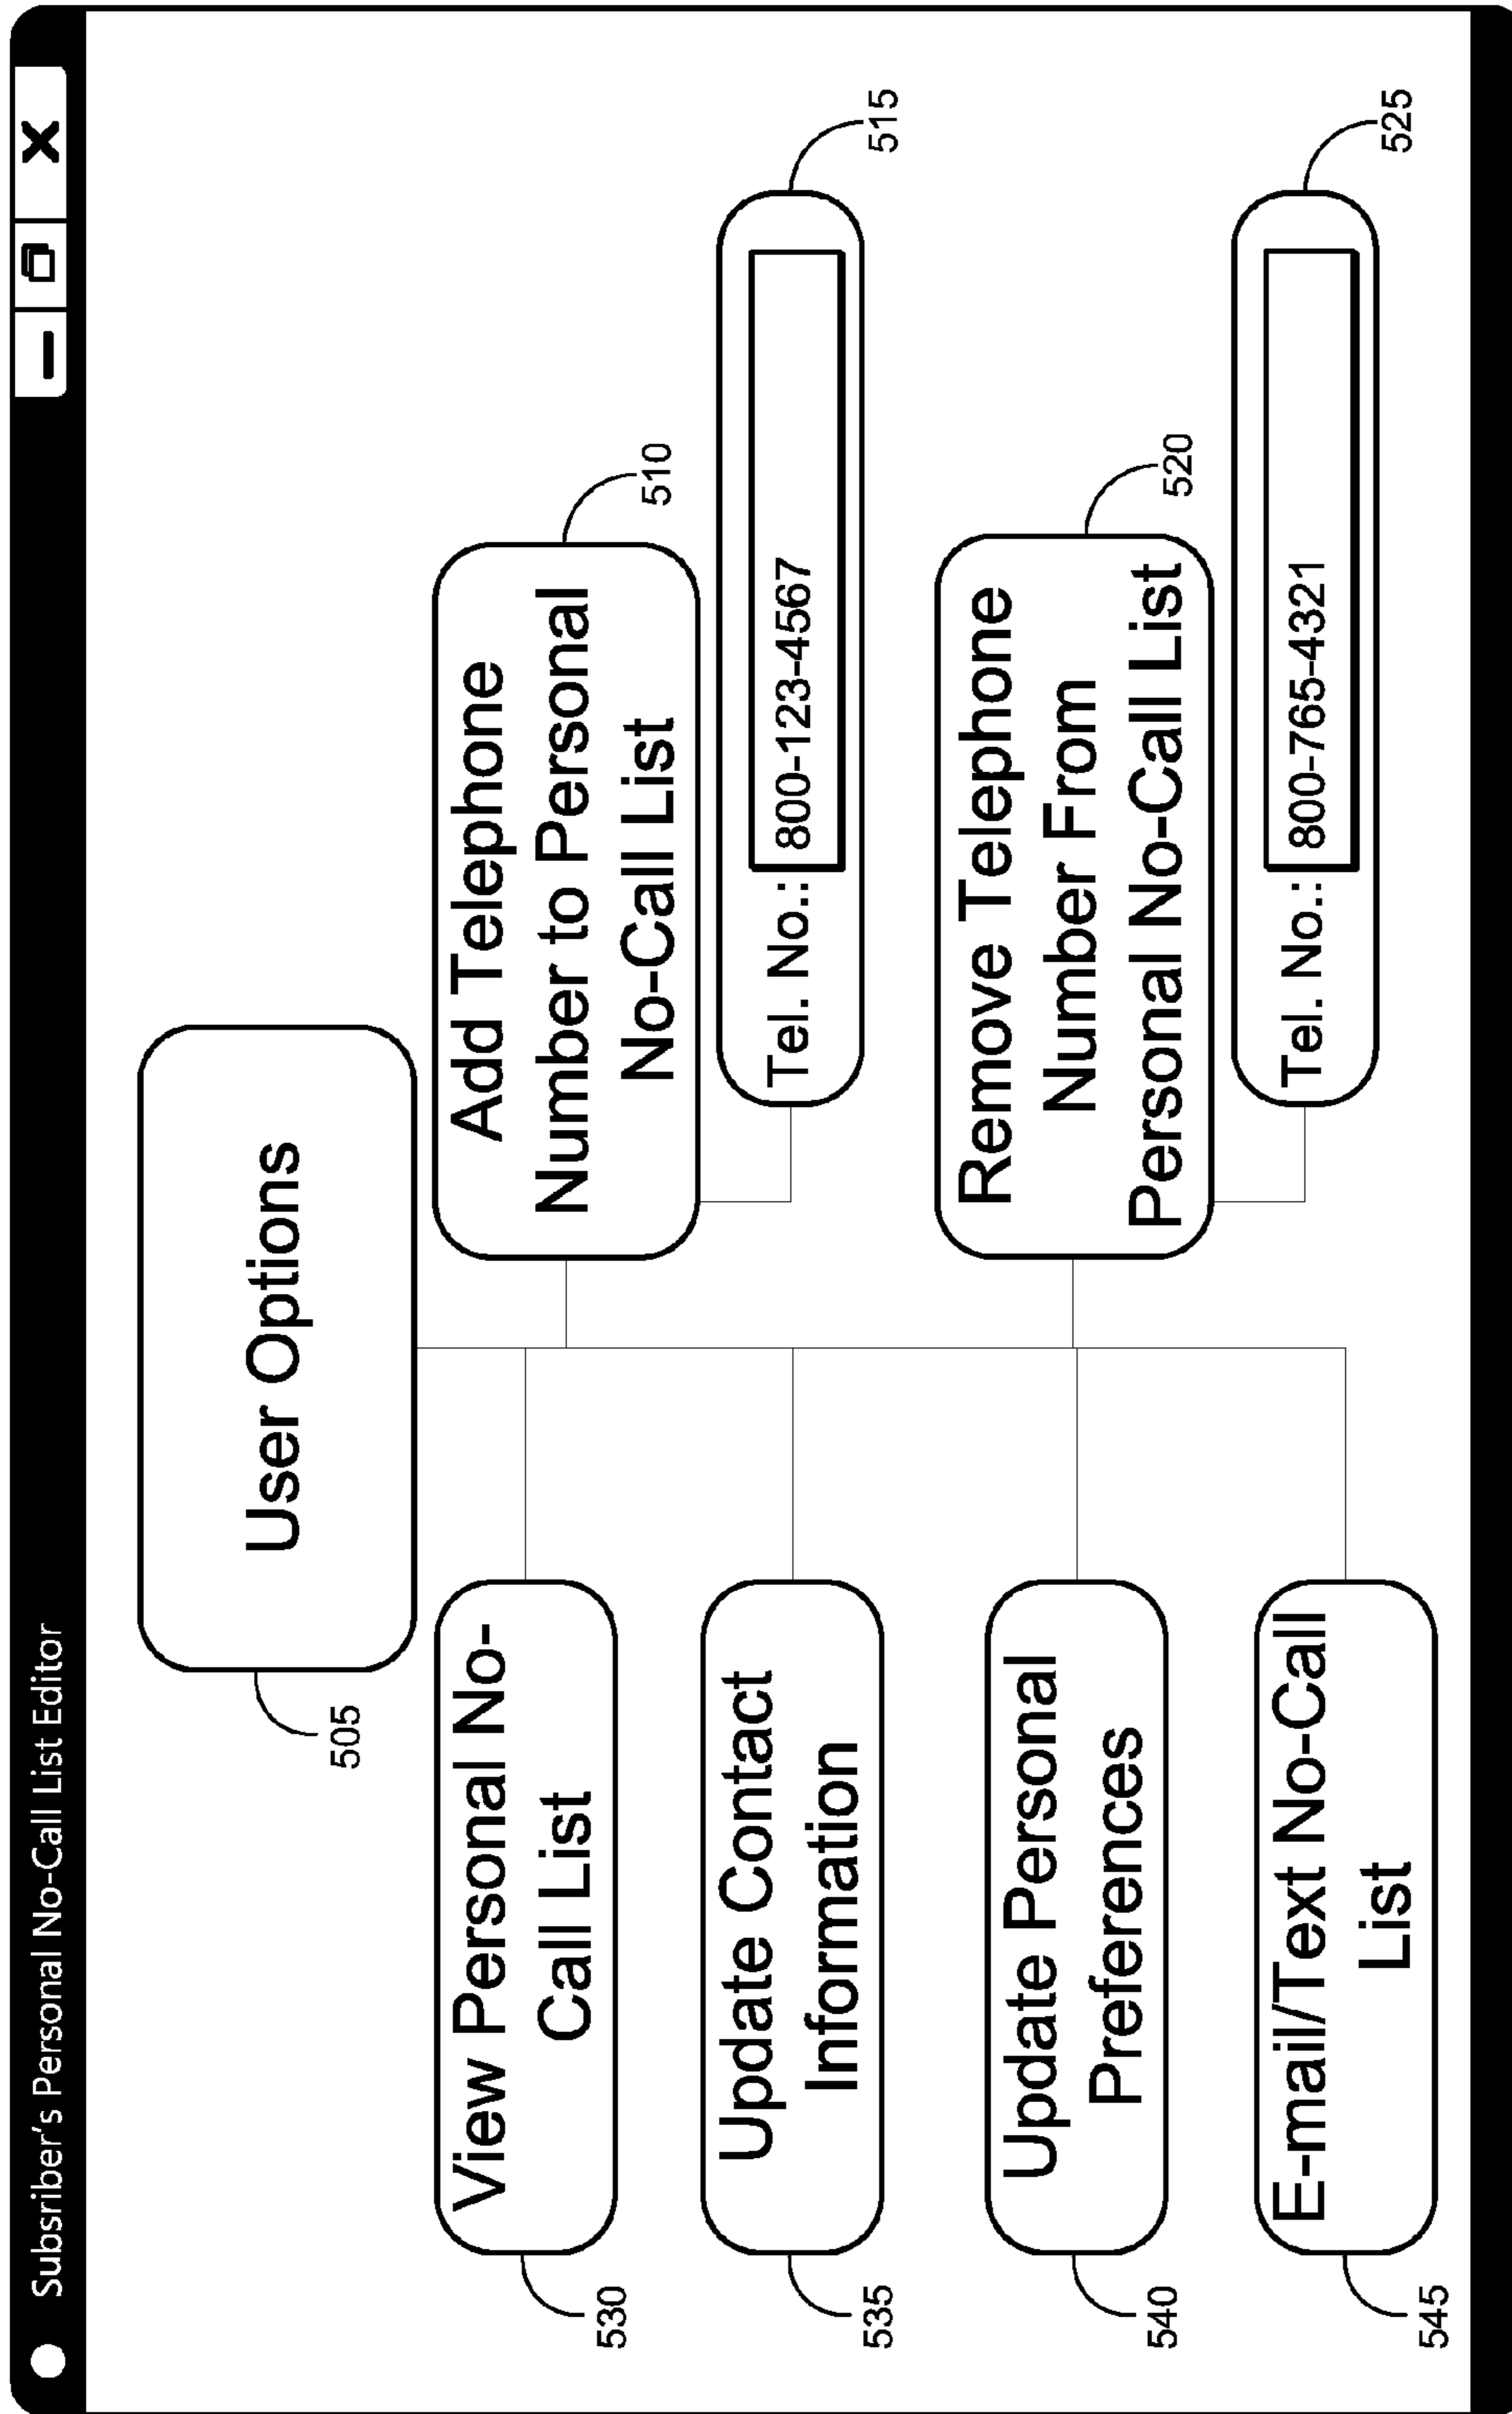 Subsriber's Personal No-Call List Editor
User Options
505
View Personal No-
Call List
530
Add Telephone
Number to Personal
No-Call List
510
Update Contact
Information
535
Tel. No.: 800-123-4567
515
Update Personal
Preferences
540
Remove Telephone
Number From
Personal No-Call List
520
E-mail/Text No-Call
List
545
Tel. No.: 800-765-4321
525